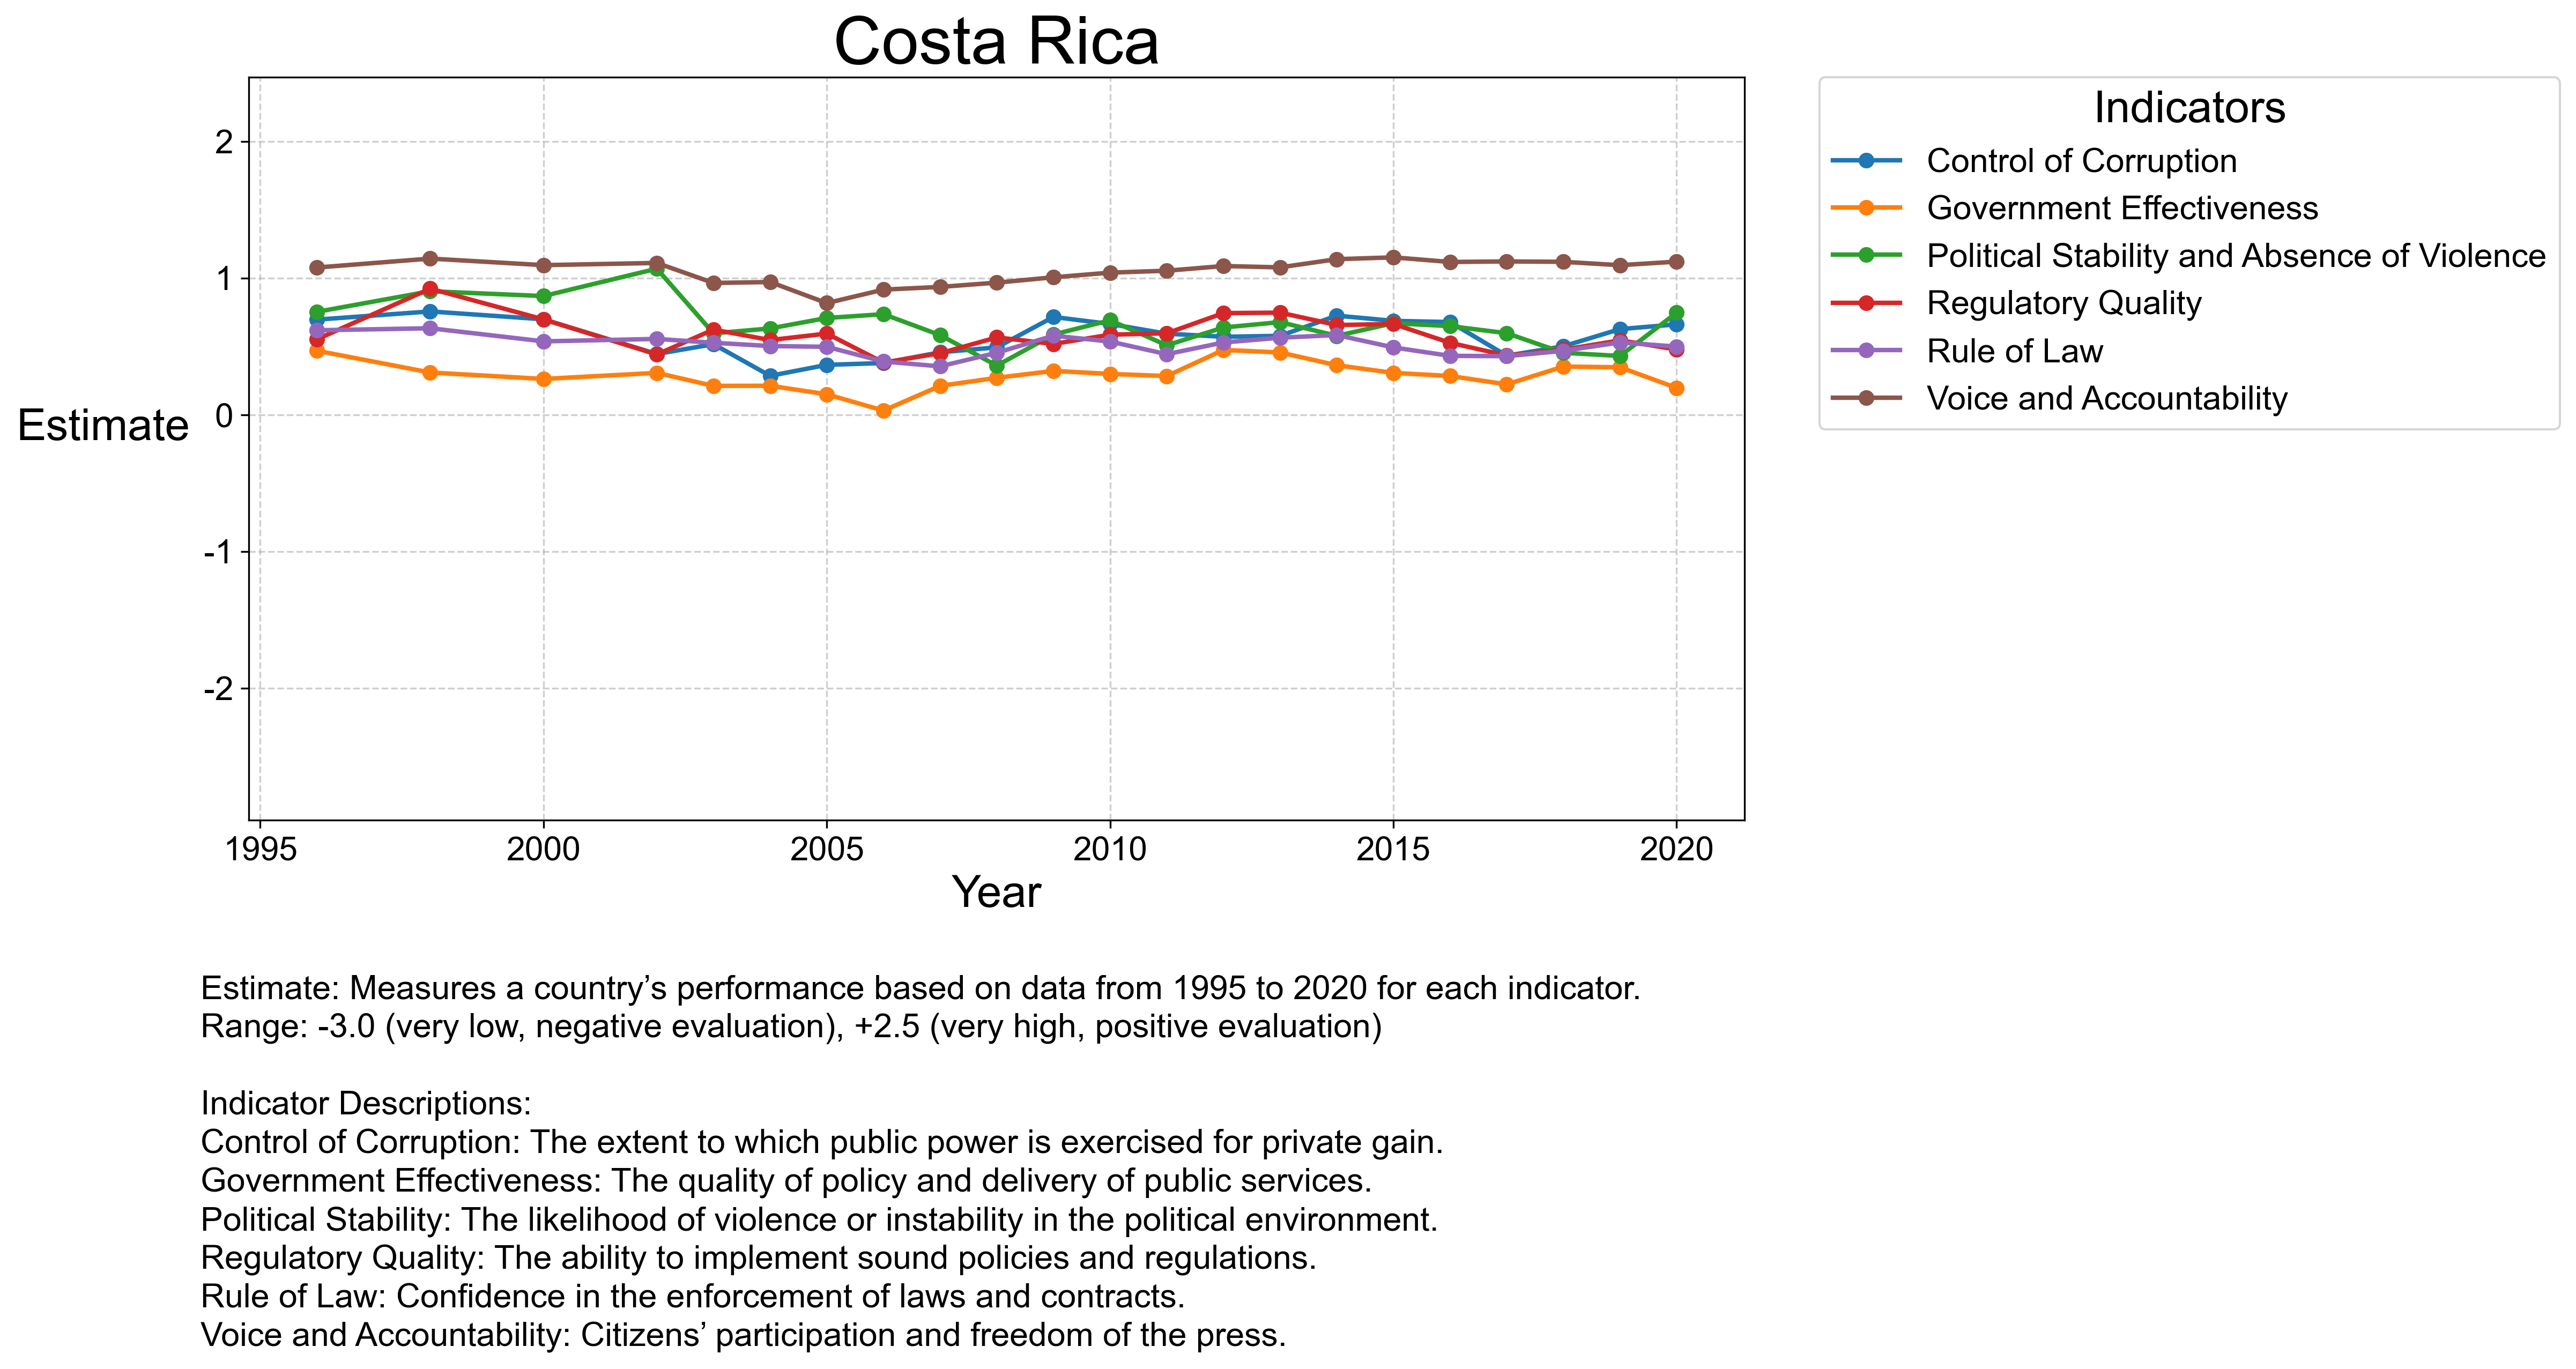 Costa Rica
2
1
0
-1
-2
Estimate
1995 2000 2005 2010 2015 2020
Year
Indicators
Control of Corruption
Government Effectiveness
Political Stability and Absence of Violence
Regulatory Quality
Rule of Law
Voice and Accountability
Estimate: Measures a country’s performance based on data from 1995 to 2020 for each indicator.
Range: -3.0 (very low, negative evaluation), +2.5 (very high, positive evaluation)
Indicator Descriptions:
Control of Corruption: The extent to which public power is exercised for private gain.
Government Effectiveness: The quality of policy and delivery of public services.
Political Stability: The likelihood of violence or instability in the political environment.
Regulatory Quality: The ability to implement sound policies and regulations.
Rule of Law: Confidence in the enforcement of laws and contracts.
Voice and Accountability: Citizens’ participation and freedom of the press.